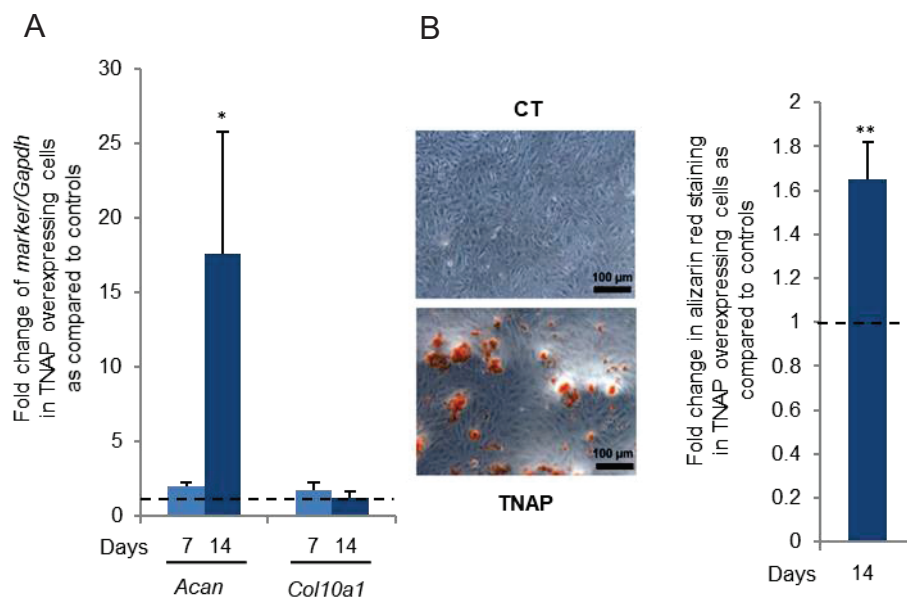 A
Fold change of marker/Gapdh
in TNAP overexpressing cells
as compared to controls
30
25
20
15
10
5
0
*
Days 7 14 7 14
Acan Col10a1
B
CT
100 µm
100 µm
TNAP
Fold change in alizarin red staining
in TNAP overexpressing cells as
compared to controls
2
1.8
1.6
1.4
1.2
1
0.8
0.6
0.4
0.2
0
**
Days 14